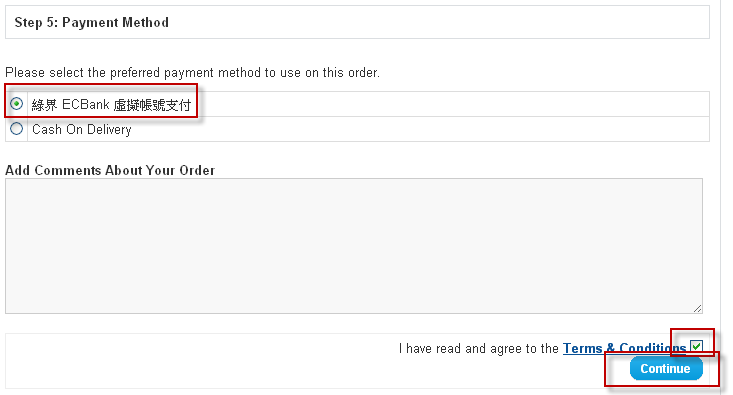 Step 5: Payment Method
Please select the preferred payment method to use on this order.
綠界 ECBank 虛擬帳號支付
Cash On Delivery
Add Comments About Your Order
I have read and agree to the Terms & Conditions
Continue